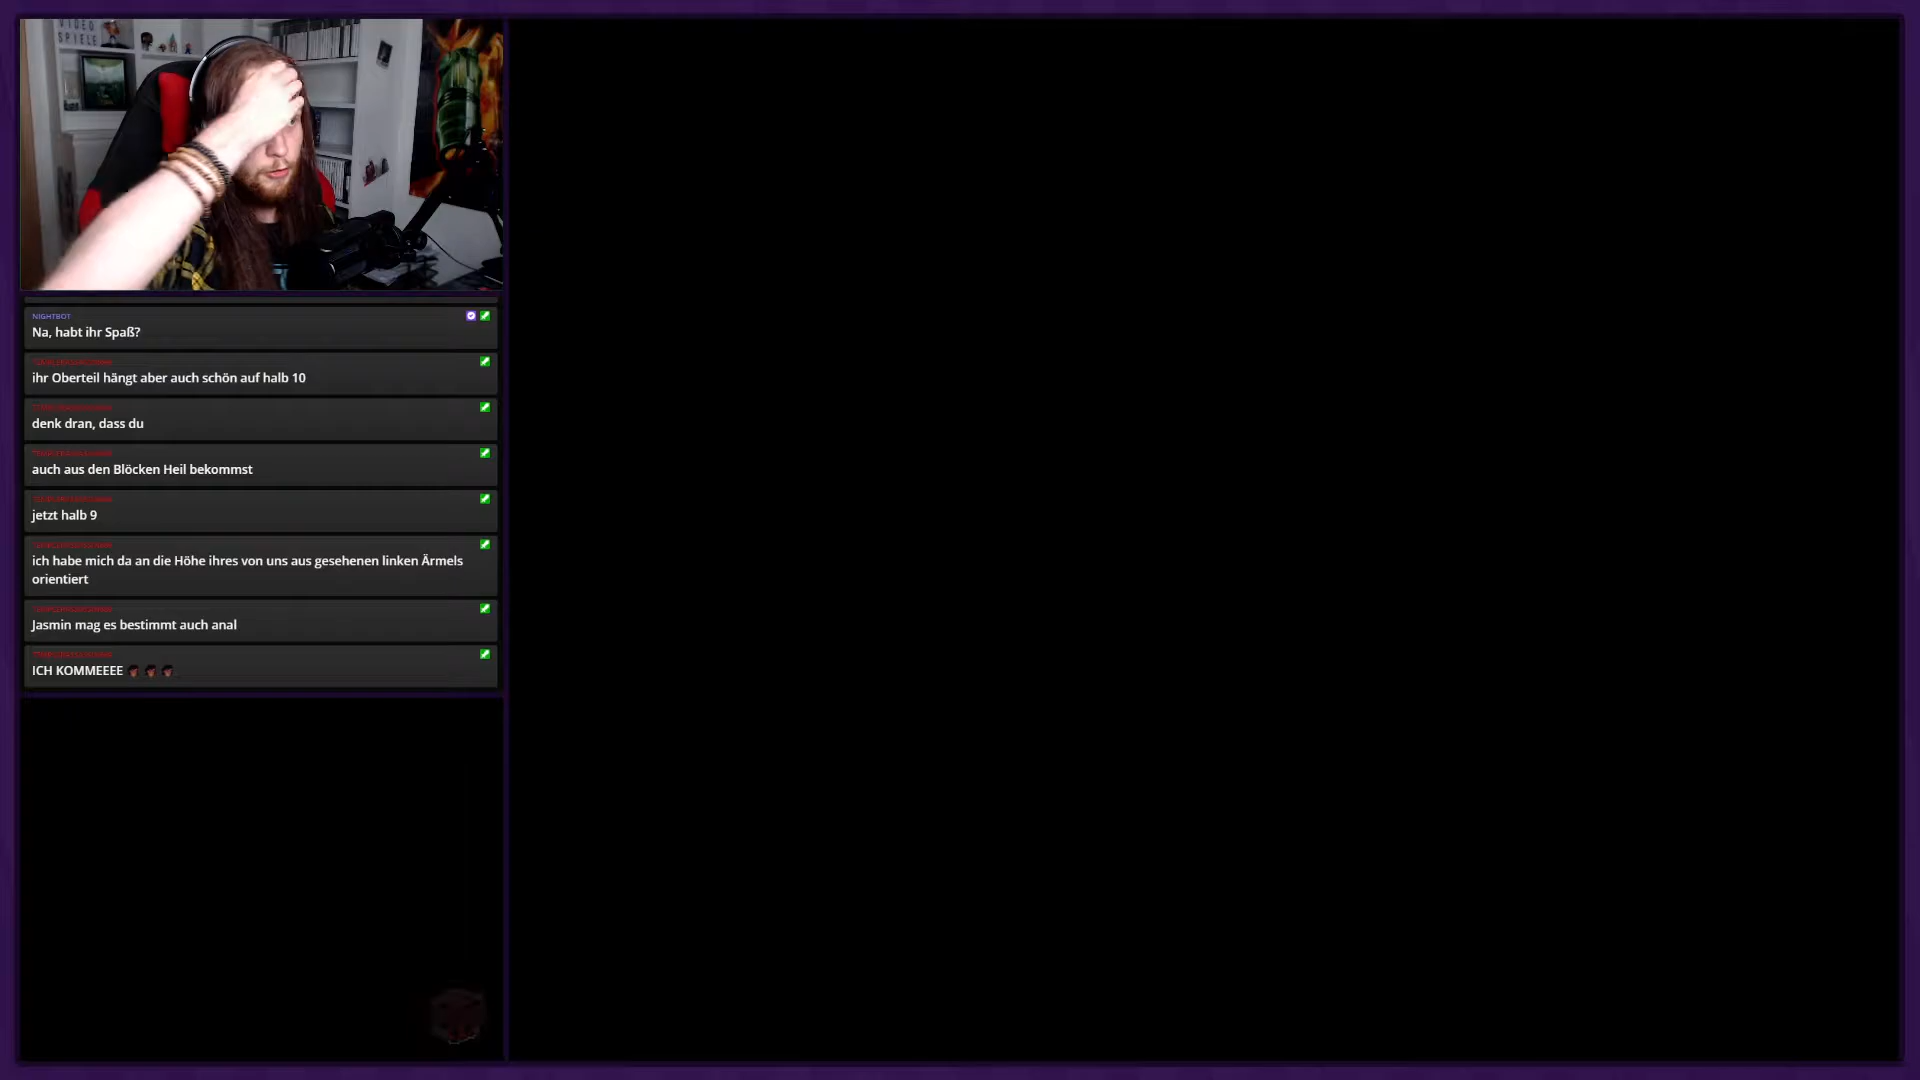 VIDEO
SPIELE
NIGHTBOT
Na, habt ihr Spaß?
ihr Oberteil hängt aber auch schön auf halb 10
denk dran, dass du
auch aus den Blöcken Heil bekommst
jetzt halb 9
ich habe mich da an die Höhe ihres von uns aus gesehenen linken Ärmels
orientiert
Jasmin mag es bestimmt auch anal
ICH KOMMEEEE